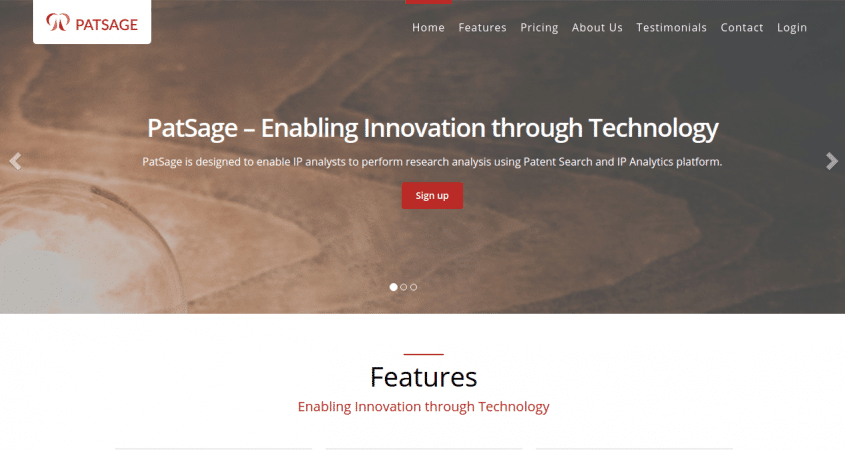 PATSAGE
Home Features Pricing About Us Testimonials Contact Login
PatSage – Enabling Innovation through Technology
PatSage is designed to enable IP analysts to perform research analysis using Patent Search and IP Analytics platform.
Sign up
Features
Enabling Innovation through Technology